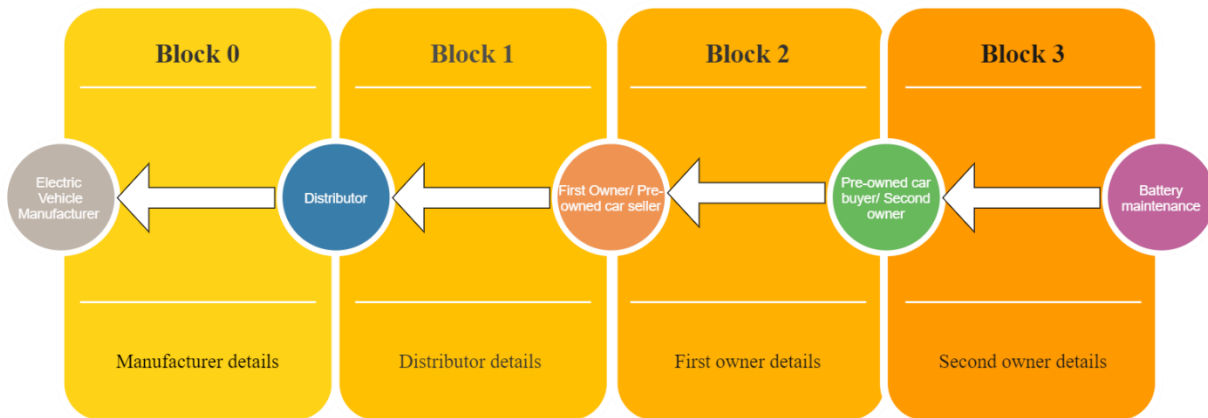 Block 0
Block 1
Block 2
Block 3
Electric
Vehicle
Manufacturer
Distributor
First Owner/ Pre-
owned car seller
Pre-owned car
buyer/ Second
owner
Battery
maintenance
Manufacturer details
Distributor details
First owner details
Second owner details